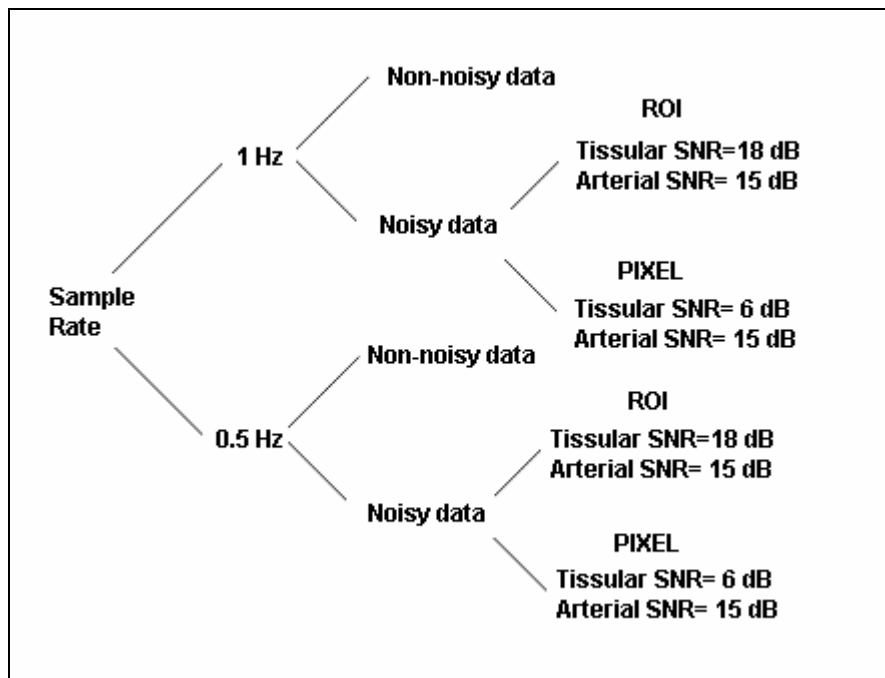 Non-noisy data
ROI
1 Hz
Tissular SNR=18 dB
Arterial SNR= 15 dB
Noisy data
PIXEL
Sample
Rate
Tissular SNR= 6 dB
Arterial SNR= 15 dB
Non-noisy data
ROI
0.5 Hz
Tissular SNR=18 dB
Arterial SNR= 15 dB
Noisy data
PIXEL
Tissular SNR= 6 dB
Arterial SNR= 15 dB